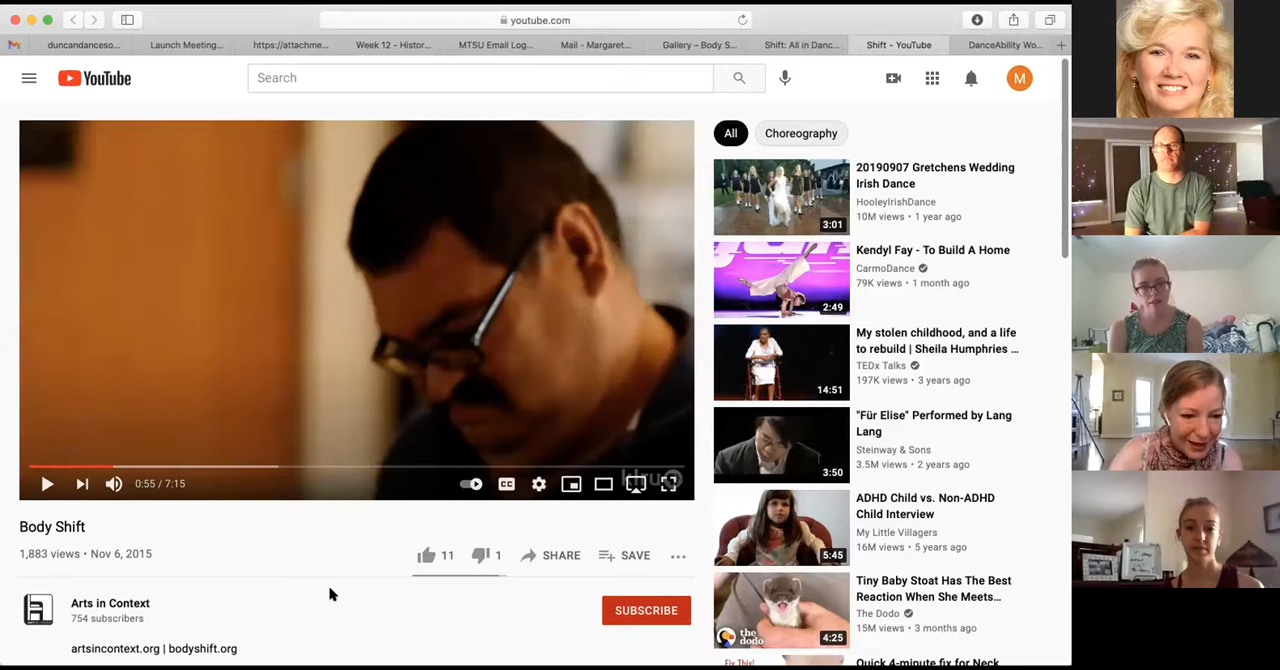 youtube.com
duncandanceso...
Launch Meeting...
https://attachme...
Week 12 – Histor...
MTSU Email Log...
Mail – Margaret...
Gallery – Body S...
Shift: All in Danc...
Shift - YouTube
DanceAbility Wo...
YouTube
Search
M
All
Choreography
20190907 Gretchens Wedding
Irish Dance
HooleyIrishDance
10M views • 1 year ago
3:01
Kendyl Fay - To Build A Home
CarmoDance
79K views • 1 month ago
2:49
My stolen childhood, and a life
to rebuild | Sheila Humphries ...
TEDx Talks
197K views • 3 years ago
14:51
"Für Elise" Performed by Lang
Lang
Steinway & Sons
3.5M views • 2 years ago
3:50
ADHD Child vs. Non-ADHD
Child Interview
My Little Villagers
16M views • 5 years ago
5:45
Tiny Baby Stoat Has The Best
Reaction When She Meets...
The Dodo
15M views • 3 months ago
the
dodo
4:25
Fix This!
Quick 4-minute fix for Neck
klru
0:55 / 7:15
CC
Body Shift
1,883 views • Nov 6, 2015
11
1
SHARE
SAVE
Arts in Context
754 subscribers
SUBSCRIBE
artsincontext.org | bodyshift.org